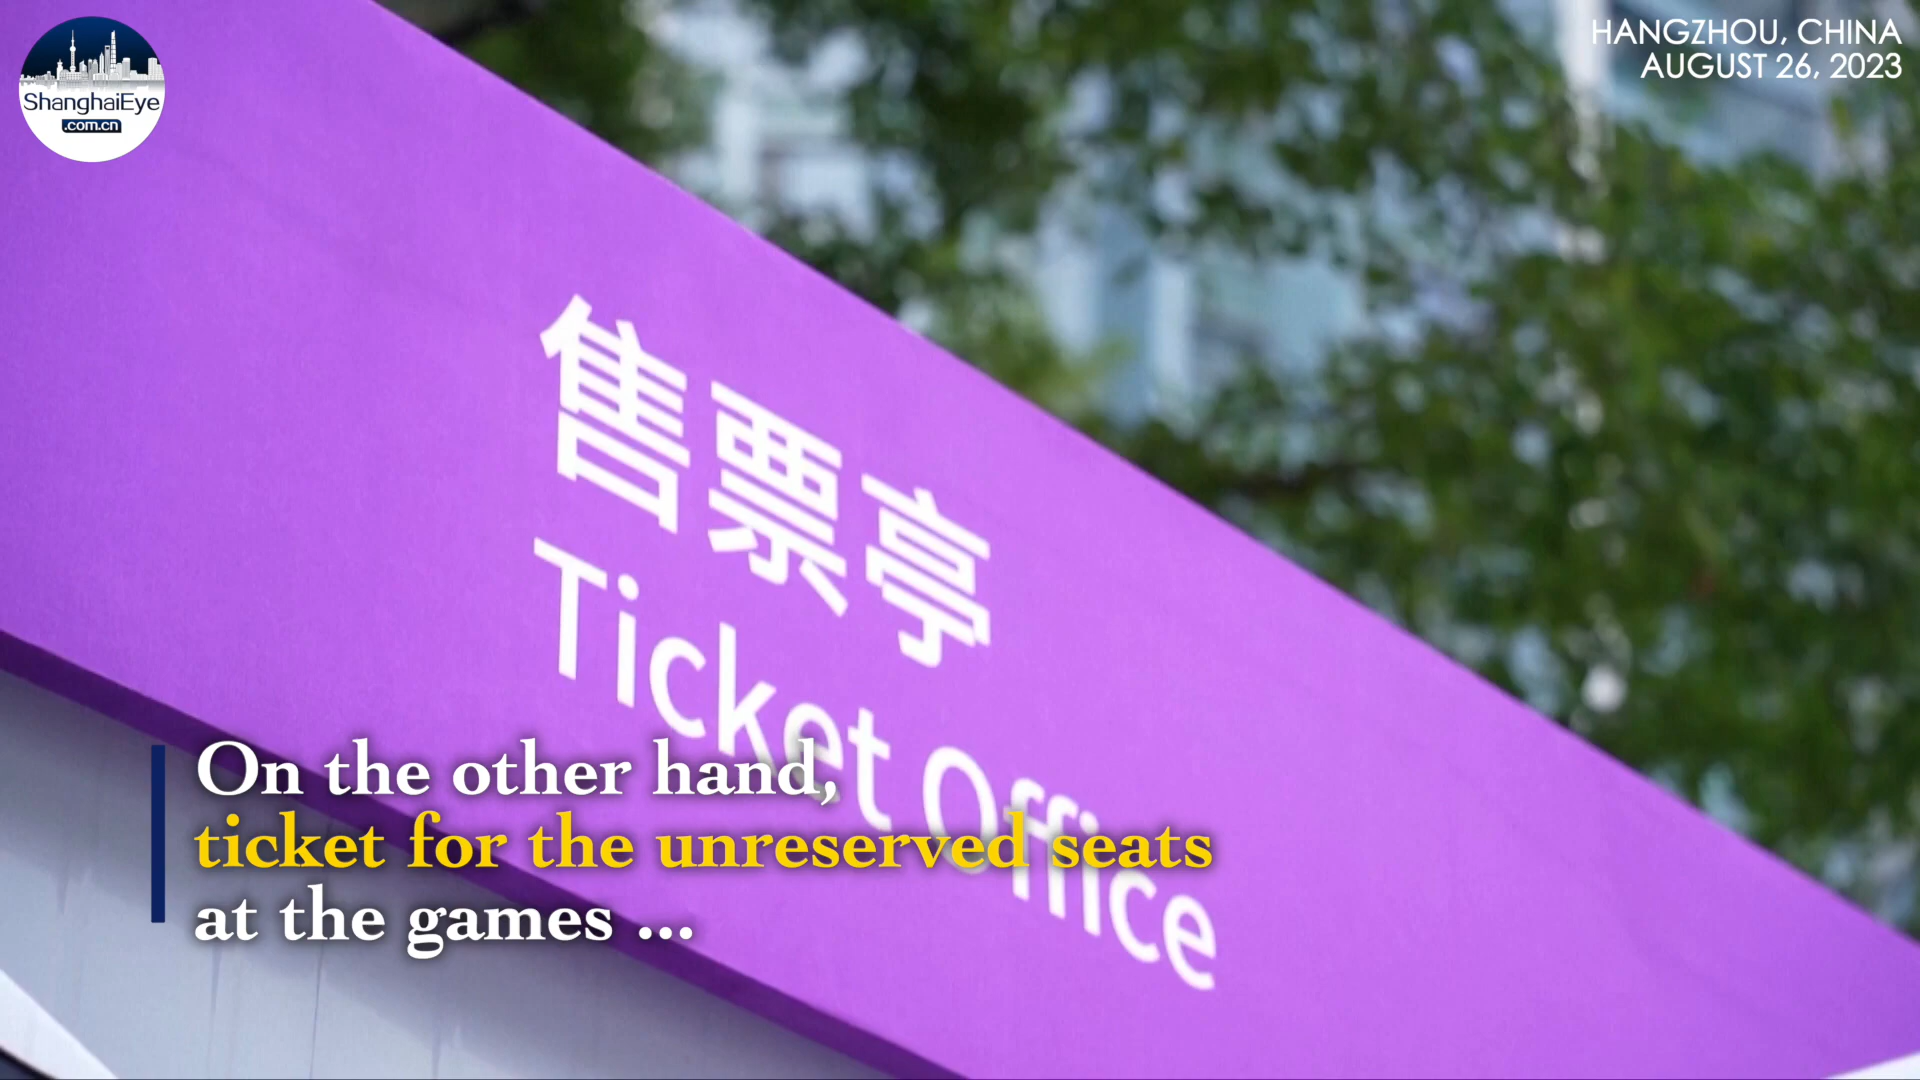 ShanghaiEye
.com.cn
HANGZHOU, CHINA
AUGUST 26, 2023
售票亭
Ticket Office
On the other hand,
ticket for the unreserved seats
at the games ...